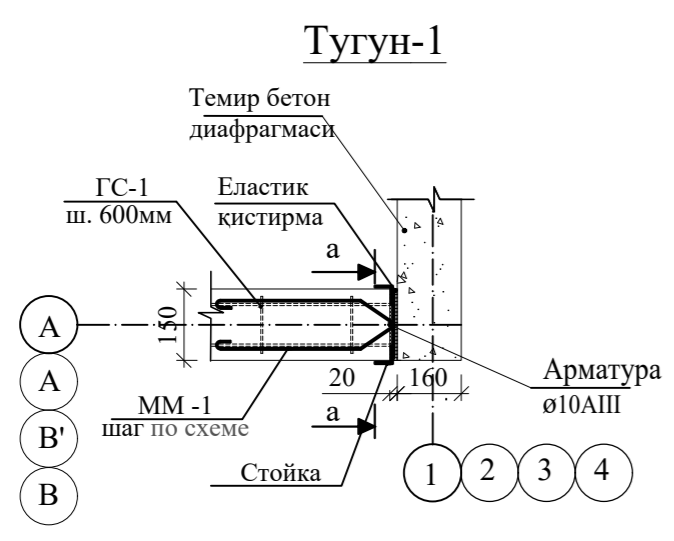 Тугун-1
Темир бетон
диафрагмаси
ГС-1
ш. 600мм
Еластик
қистирма
а
150
А
А
В'
В
20
160
Арматура
ø10АIII
ММ -1
шаг по схеме
а
Стойка
1
2
3
4